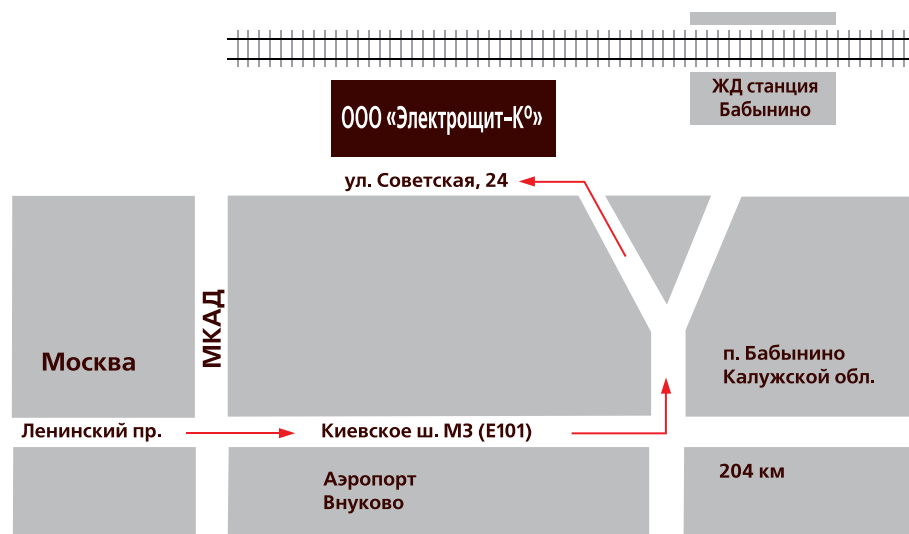 ЖД станция
Бабынино
ООО «Электрощит–К⁰»
ул. Советская, 24
МКАД
Москва
п. Бабынино
Калужской обл.
Ленинский пр.
Киевское ш. М3 (Е101)
Аэропорт
Внуково
204 км